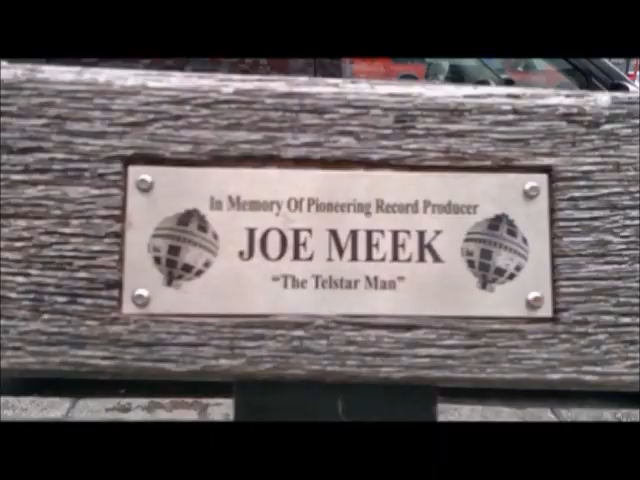 In Memory Of Pioneering Record Producer
JOE MEEK
“The Telstar Man”